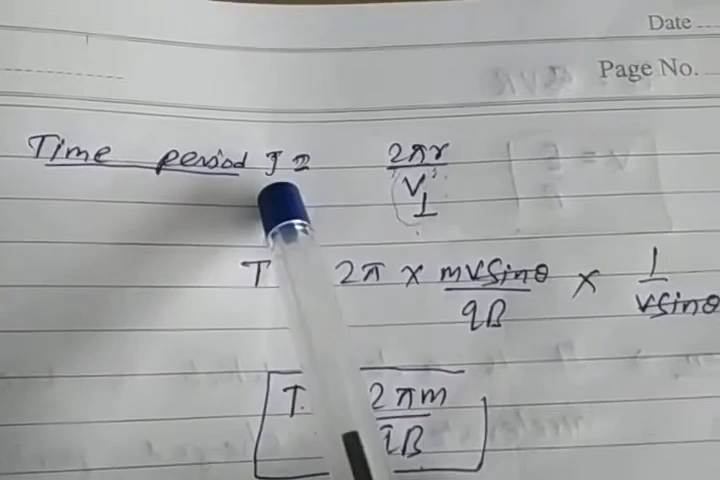 Date
Page No.
Time period T = 2πr / V⊥
T 2π × mvsinθ / qB × 1 / vsinθ
T 2πm / qB